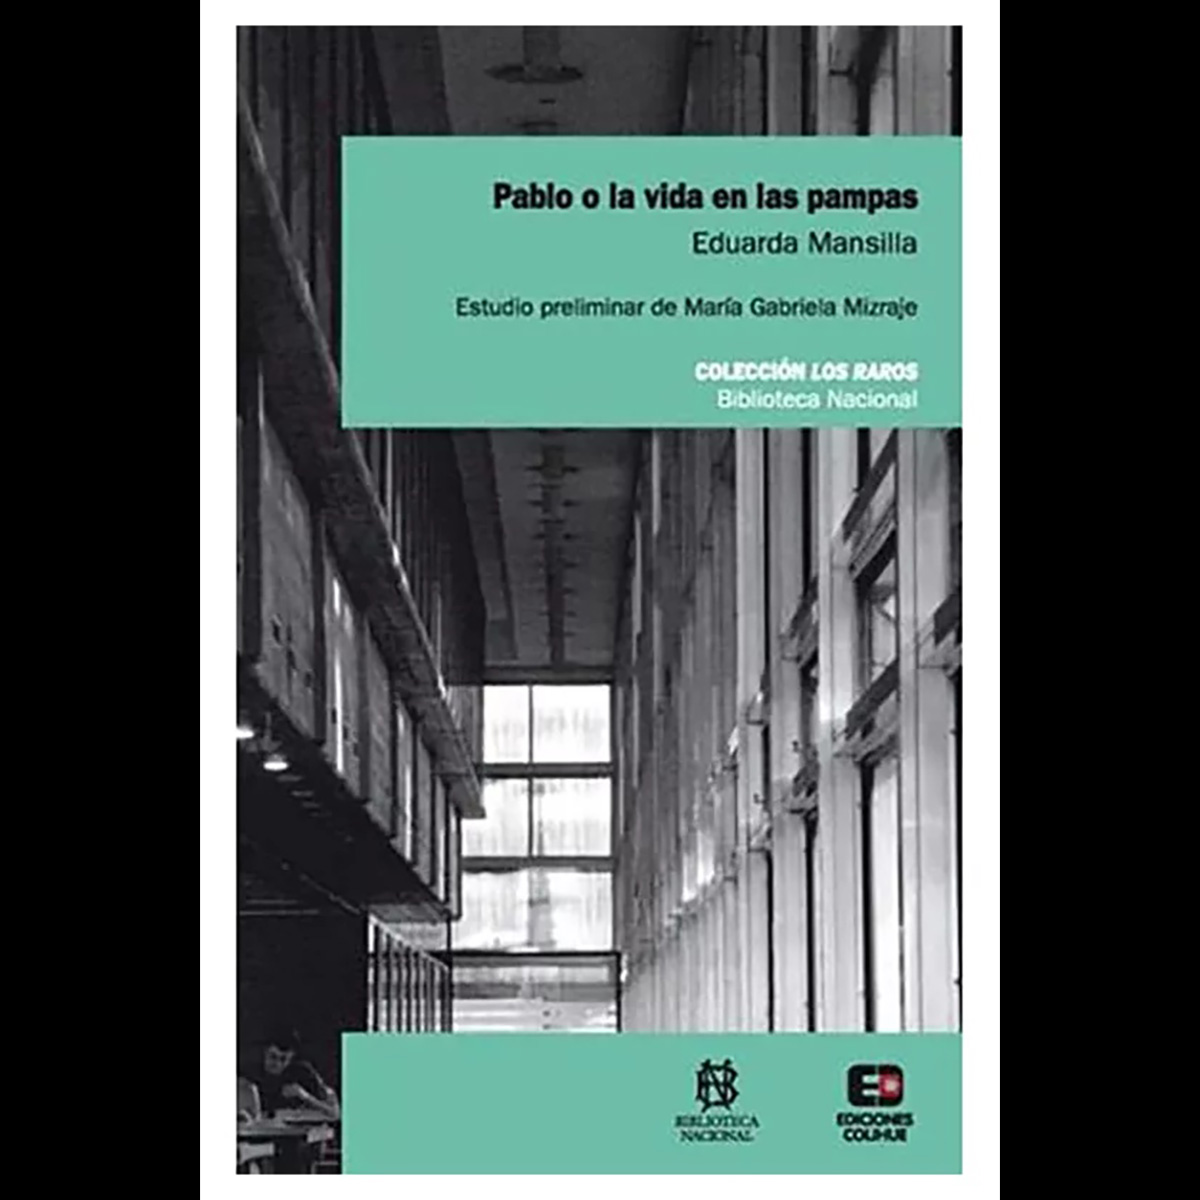 Pablo o la vida en las pampas
Eduarda Mansilla
Estudio preliminar de María Gabriela Mizraje
COLECCIÓN LOS RAROS
Biblioteca Nacional
BIBLIOTECA
NACIONAL
EDICIONES
COLIHUE